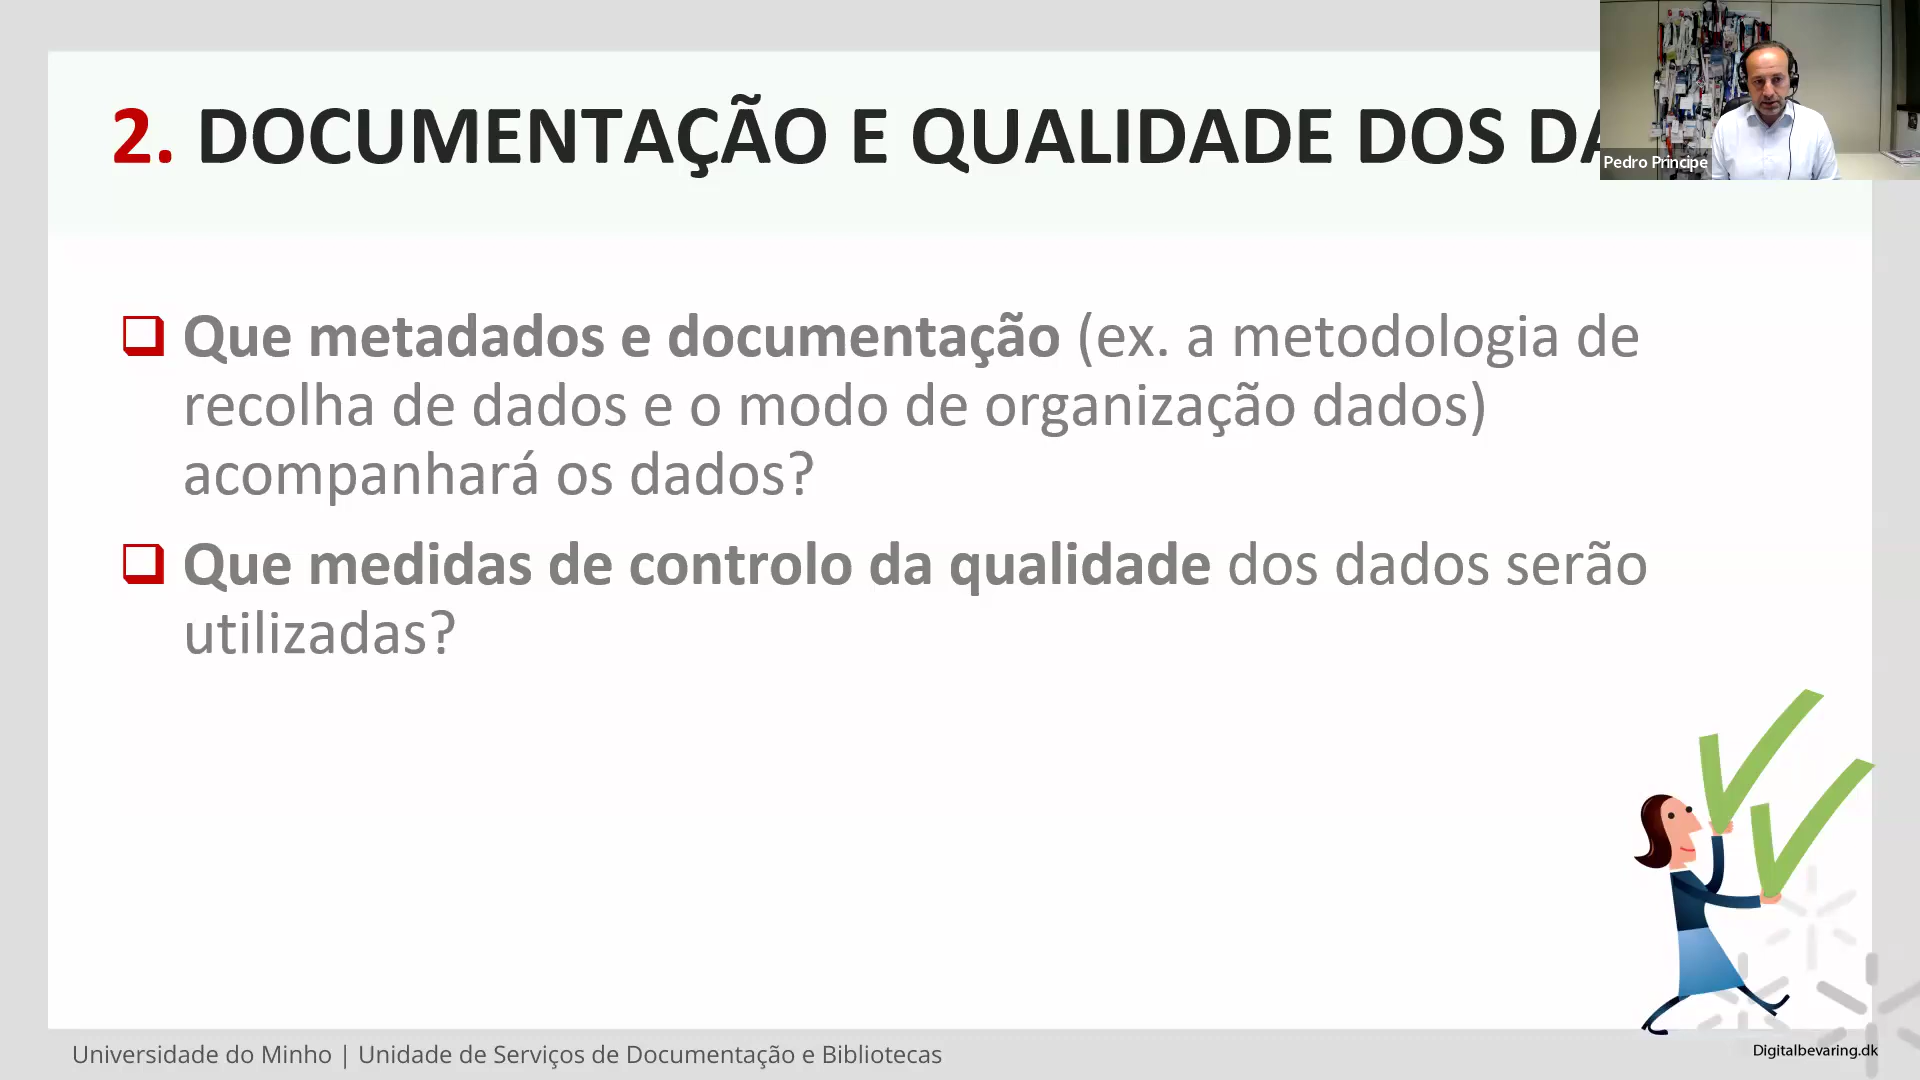 2. DOCUMENTAÇÃO E QUALIDADE DOS
Pedro Príncipe
Que metadados e documentação (ex. a metodologia de
recolha de dados e o modo de organização dados)
acompanhará os dados?
Que medidas de controlo da qualidade dos dados serão
utilizadas?
Universidade do Minho | Unidade de Serviços de Documentação e Bibliotecas
Digitalbevaring.dk